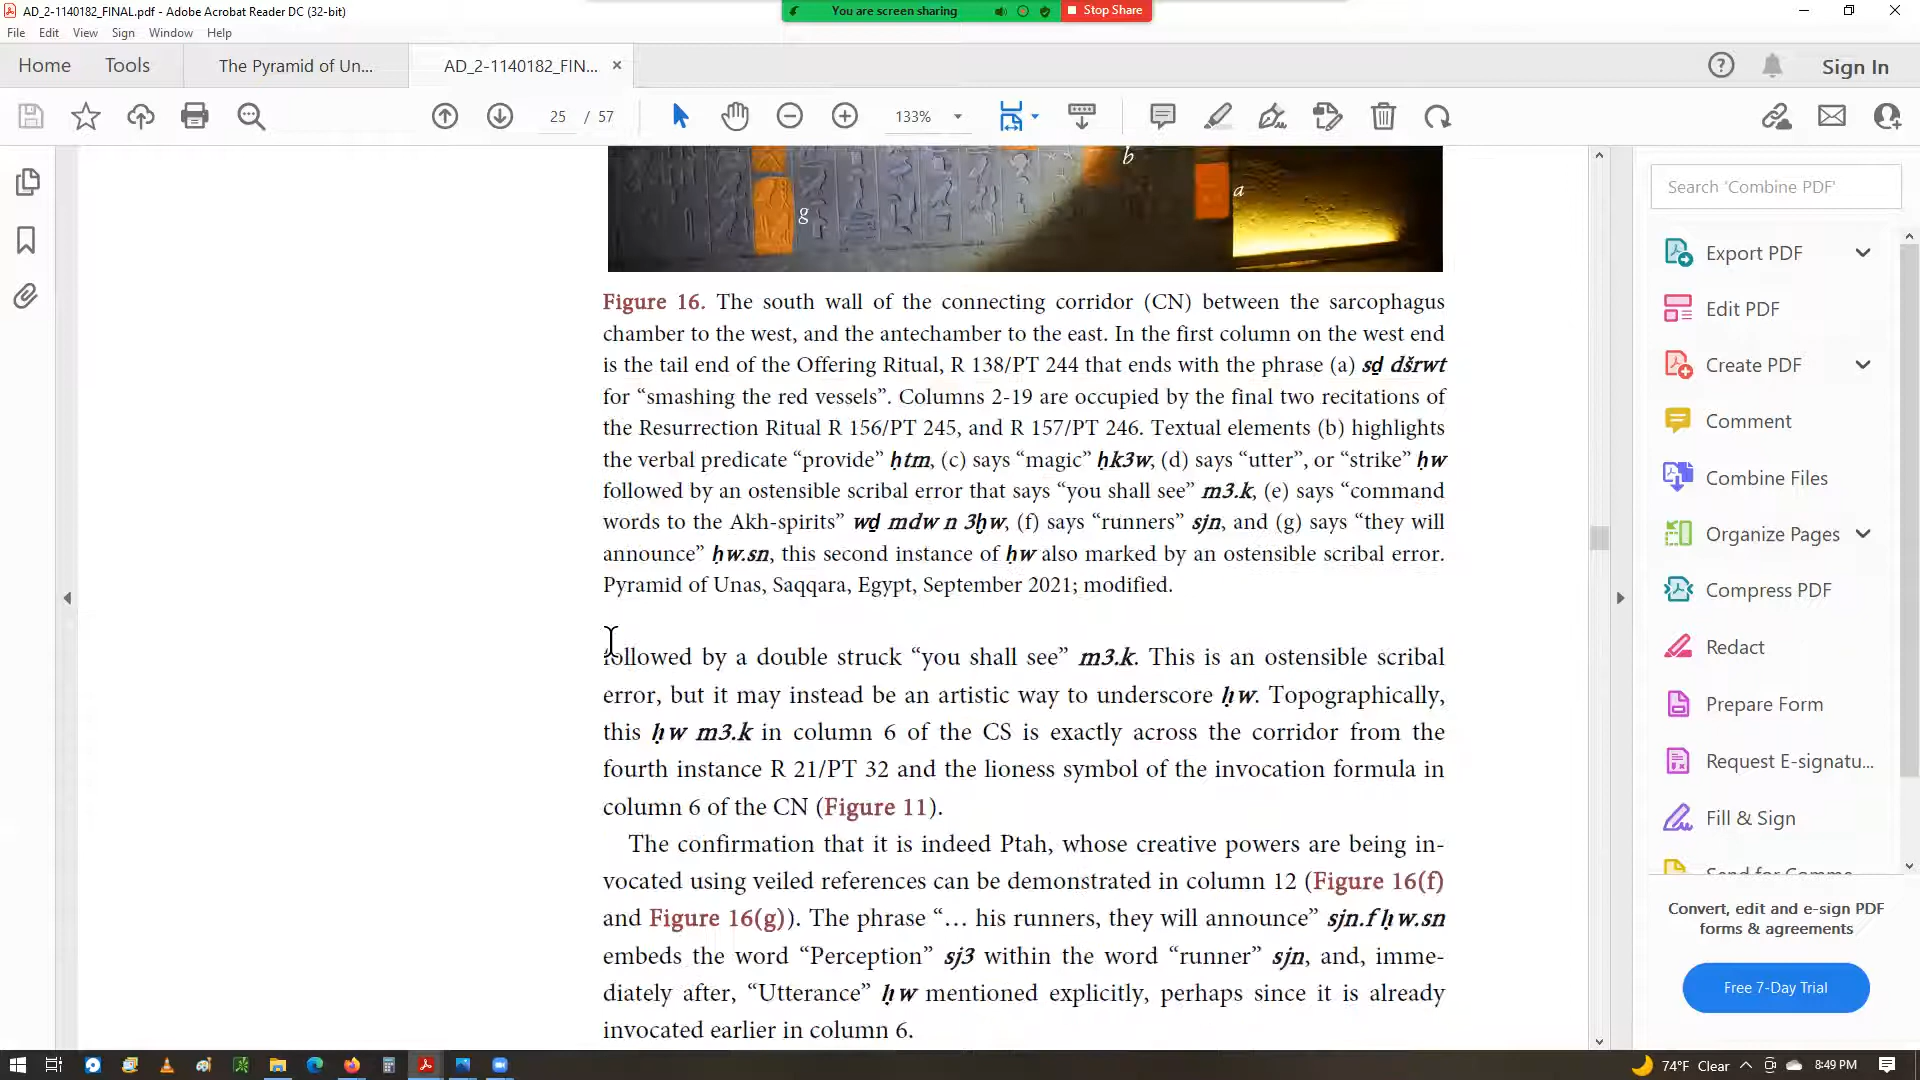 AD_2-1140182_FINAL.pdf - Adobe Acrobat Reader DC (32-bit)
You are screen sharing
Stop Share
File Edit View Sign Window Help
Home Tools The Pyramid of Un... AD_2-1140182_FIN... × Sign In
25 / 57 133%
b
a
g
Figure 16. The south wall of the connecting corridor (CN) between the sarcophagus
chamber to the west, and the antechamber to the east. In the first column on the west end
is the tail end of the Offering Ritual, R 138/PT 244 that ends with the phrase (a) sḏ dšrwt
for “smashing the red vessels”. Columns 2-19 are occupied by the final two recitations of
the Resurrection Ritual R 156/PT 245, and R 157/PT 246. Textual elements (b) highlights
the verbal predicate “provide” ḥtm, (c) says “magic” ḥk3w, (d) says “utter”, or “strike” ḥw
followed by an ostensible scribal error that says “you shall see” m3.k, (e) says “command
words to the Akh-spirits” wḏ mdw n 3ḫw, (f) says “runners” sjn, and (g) says “they will
announce” ḥw.sn, this second instance of ḥw also marked by an ostensible scribal error.
Pyramid of Unas, Saqqara, Egypt, September 2021; modified.
followed by a double struck “you shall see” m3.k. This is an ostensible scribal
error, but it may instead be an artistic way to underscore ḥw. Topographically,
this ḥw m3.k in column 6 of the CS is exactly across the corridor from the
fourth instance R 21/PT 32 and the lioness symbol of the invocation formula in
column 6 of the CN (Figure 11).
The confirmation that it is indeed Ptah, whose creative powers are being in-
vocated using veiled references can be demonstrated in column 12 (Figure 16(f)
and Figure 16(g)). The phrase “… his runners, they will announce” sjn.f ḥw.sn
embeds the word “Perception” sj3 within the word “runner” sjn, and, imme-
diately after, “Utterance” ḥw mentioned explicitly, perhaps since it is already
invocated earlier in column 6.
Search 'Combine PDF'
Export PDF
Edit PDF
Create PDF
Comment
Combine Files
Organize Pages
Compress PDF
Redact
Prepare Form
Request E-signatu...
Fill & Sign
Send for Comme...
Convert, edit and e-sign PDF
forms & agreements
Free 7-Day Trial
74°F Clear 8:49 PM